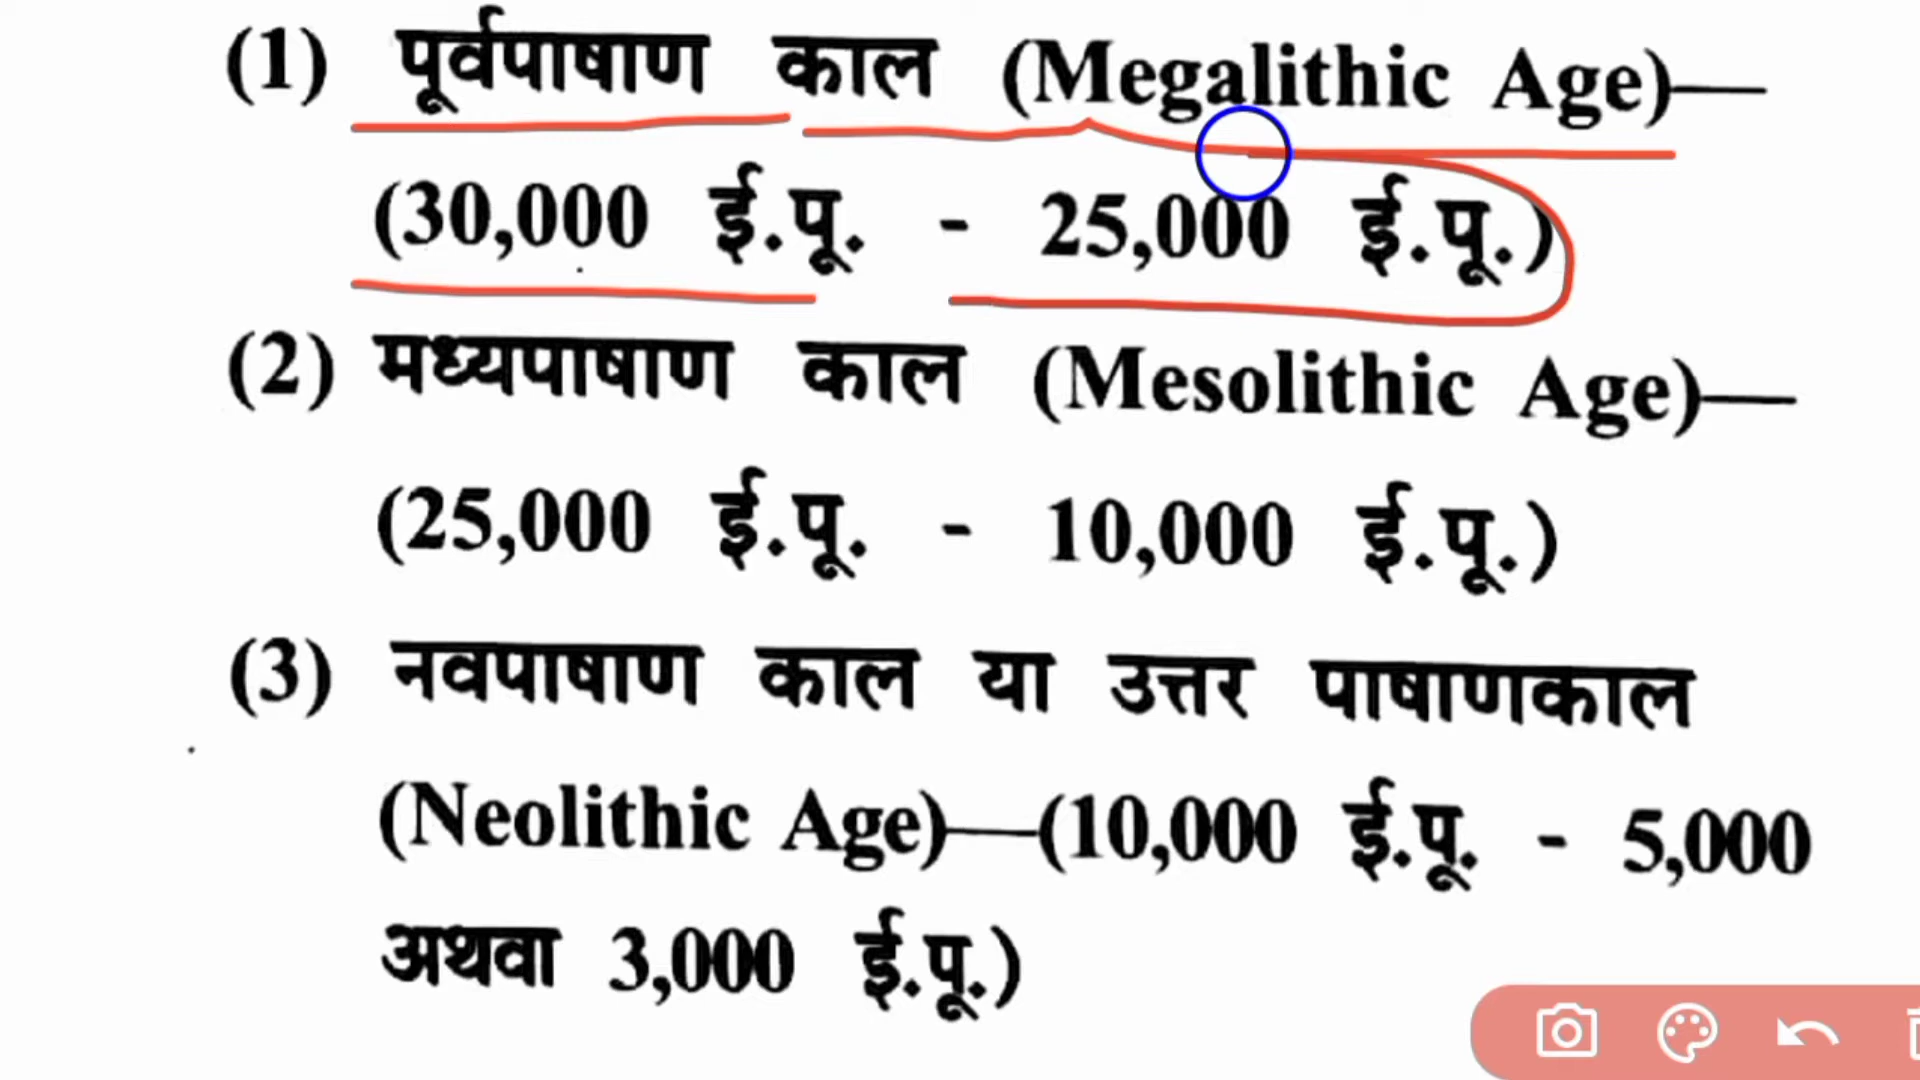 (1) पूर्वपाषाण काल (Megalithic Age)—
(30,000 ई.पू. - 25,000 ई.पू.)
(2) मध्यपाषाण काल (Mesolithic Age)—
(25,000 ई.पू. - 10,000 ई.पू.)
(3) नवपाषाण काल या उत्तर पाषाणकाल
(Neolithic Age)—(10,000 ई.पू. - 5,000
अथवा 3,000 ई.पू.)